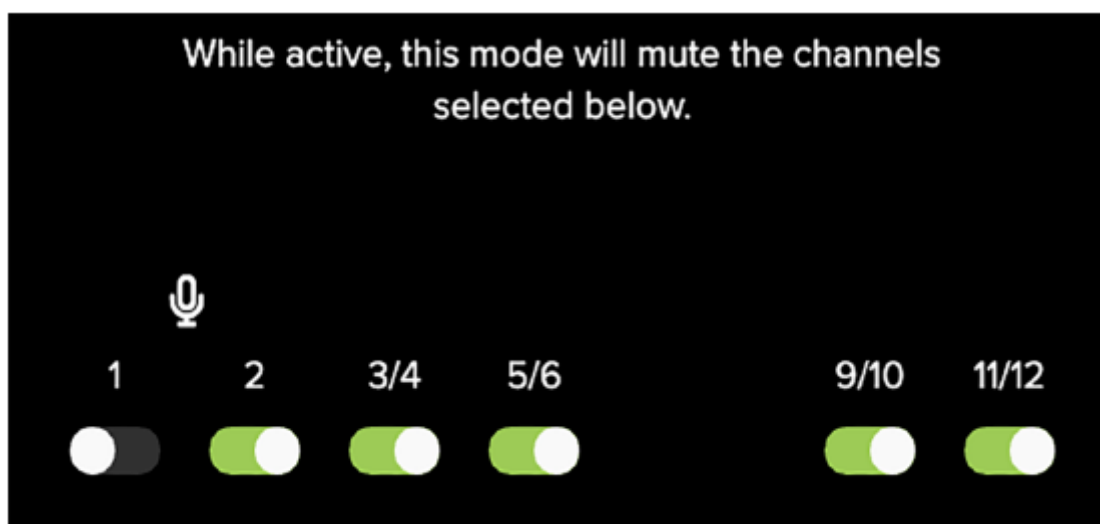 While active, this mode will mute the channels
selected below.
1 2 3/4 5/6 9/10 11/12